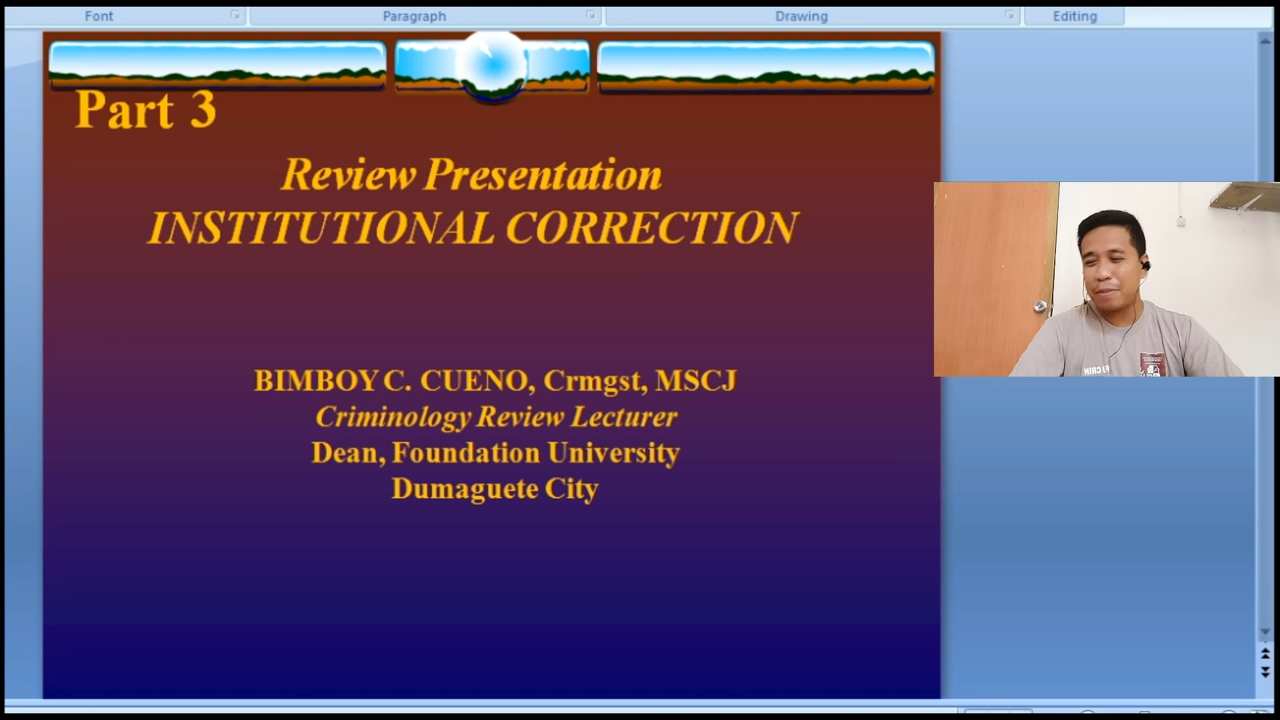 Font Paragraph Drawing Editing
Part 3
Review Presentation
INSTITUTIONAL CORRECTION
BIMBOY C. CUENO, Crmgst, MSCJ
Criminology Review Lecturer
Dean, Foundation University
Dumaguete City